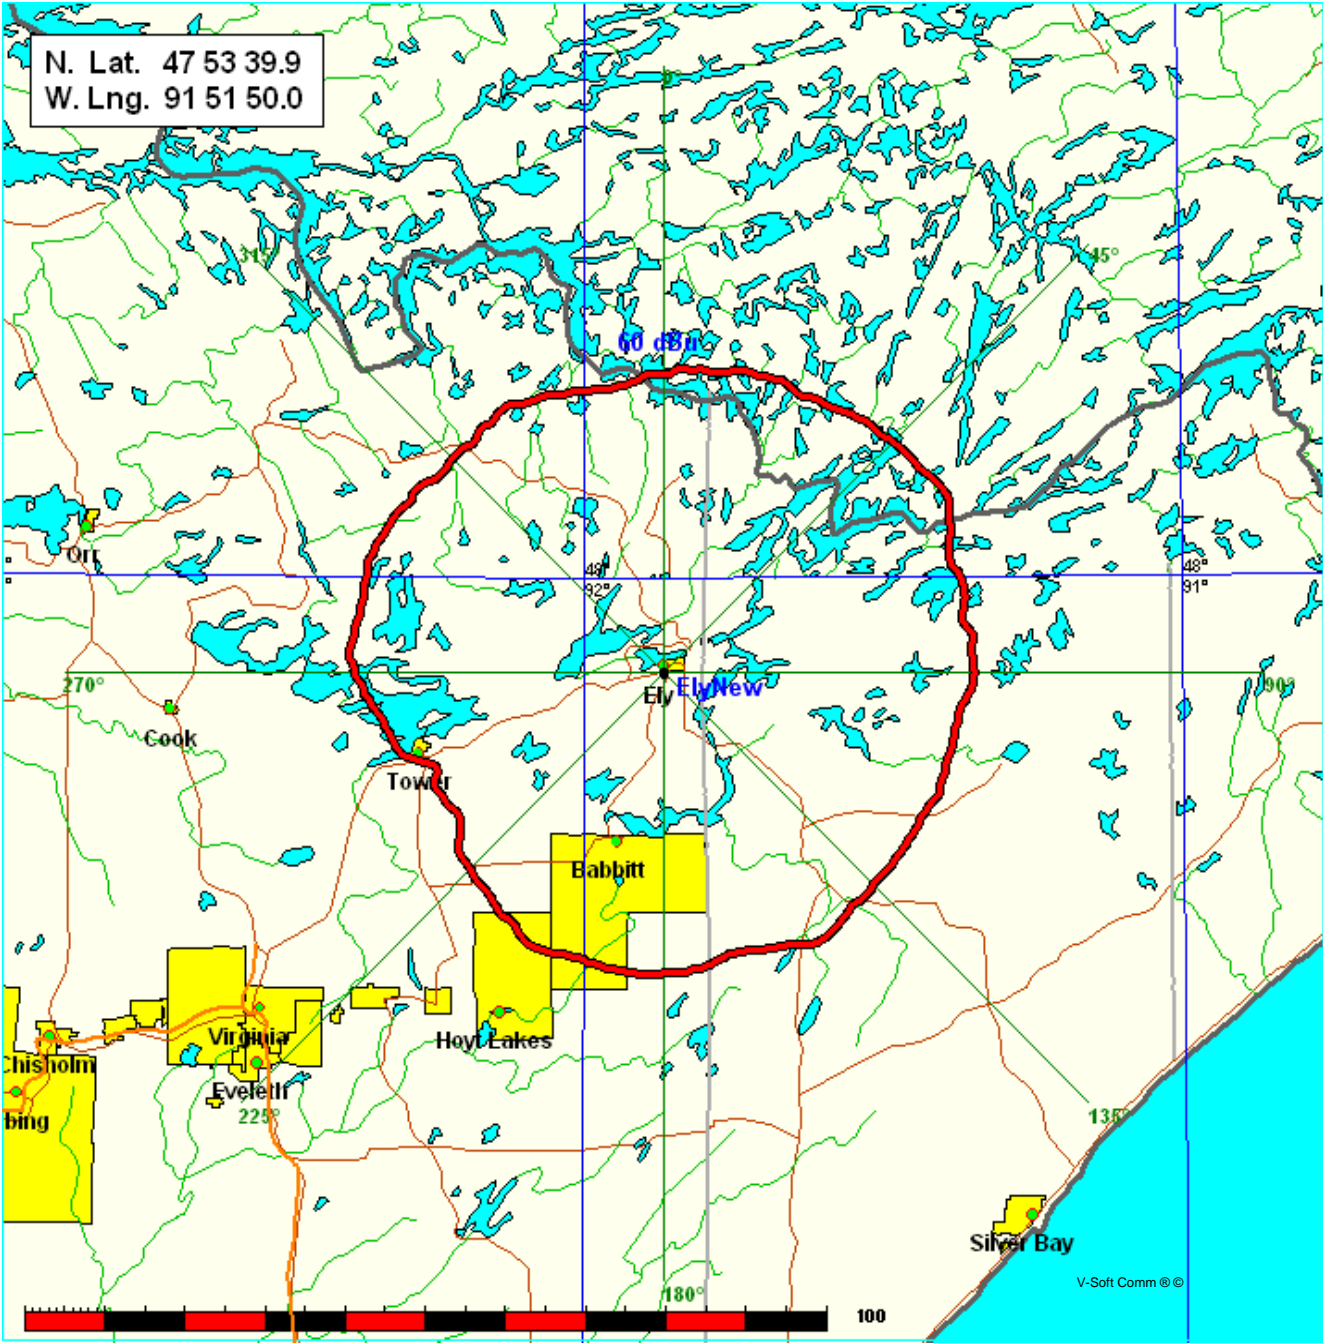 N. Lat. 47 53 39.9
W. Lng. 91 51 50.0
0°
315°
45°
60 dBu
Orr
48°
92°
48°
91°
270°
Ely
ElyNew
90°
Cook
Tower
Babbitt
Virginia
Hoyt Lakes
Chisholm
Eveleth
bing
225°
135°
Silver Bay
V-Soft Comm ® ©
180°
100